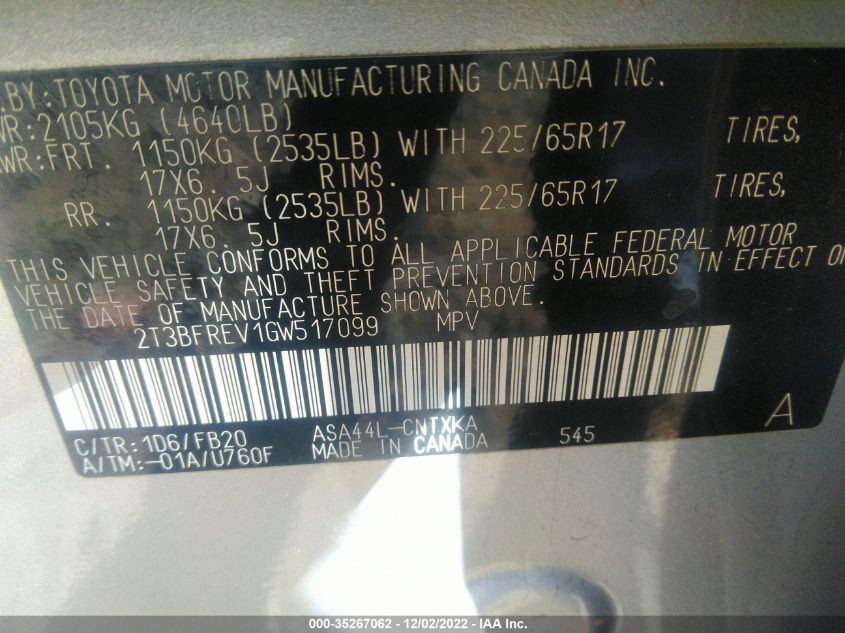 .BY:TOYOTA MOTOR MANUFACTURING CANADA INC.
WR:2105KG (4640LB)
WR:FRT. 1150KG (2535LB) WITH 225/65R17 TIRES,
17X6. 5J RIMS.
RR. 1150KG (2535LB) WITH 225/65R17 TIRES,
17X6. 5J RIMS.
THIS VEHICLE CONFORMS TO ALL APPLICABLE FEDERAL MOTOR
VEHICLE SAFETY AND THEFT PREVENTION STANDARDS IN EFFECT ON
THE DATE OF MANUFACTURE SHOWN ABOVE.
2T3BFREV1GW517099 MPV
C/TR:1D6/FB20 ASA44L-CNTXKA 545 A
A/TM:-01A/U760F MADE IN CANADA
000-35267062 - 12/02/2022 - IAA Inc.